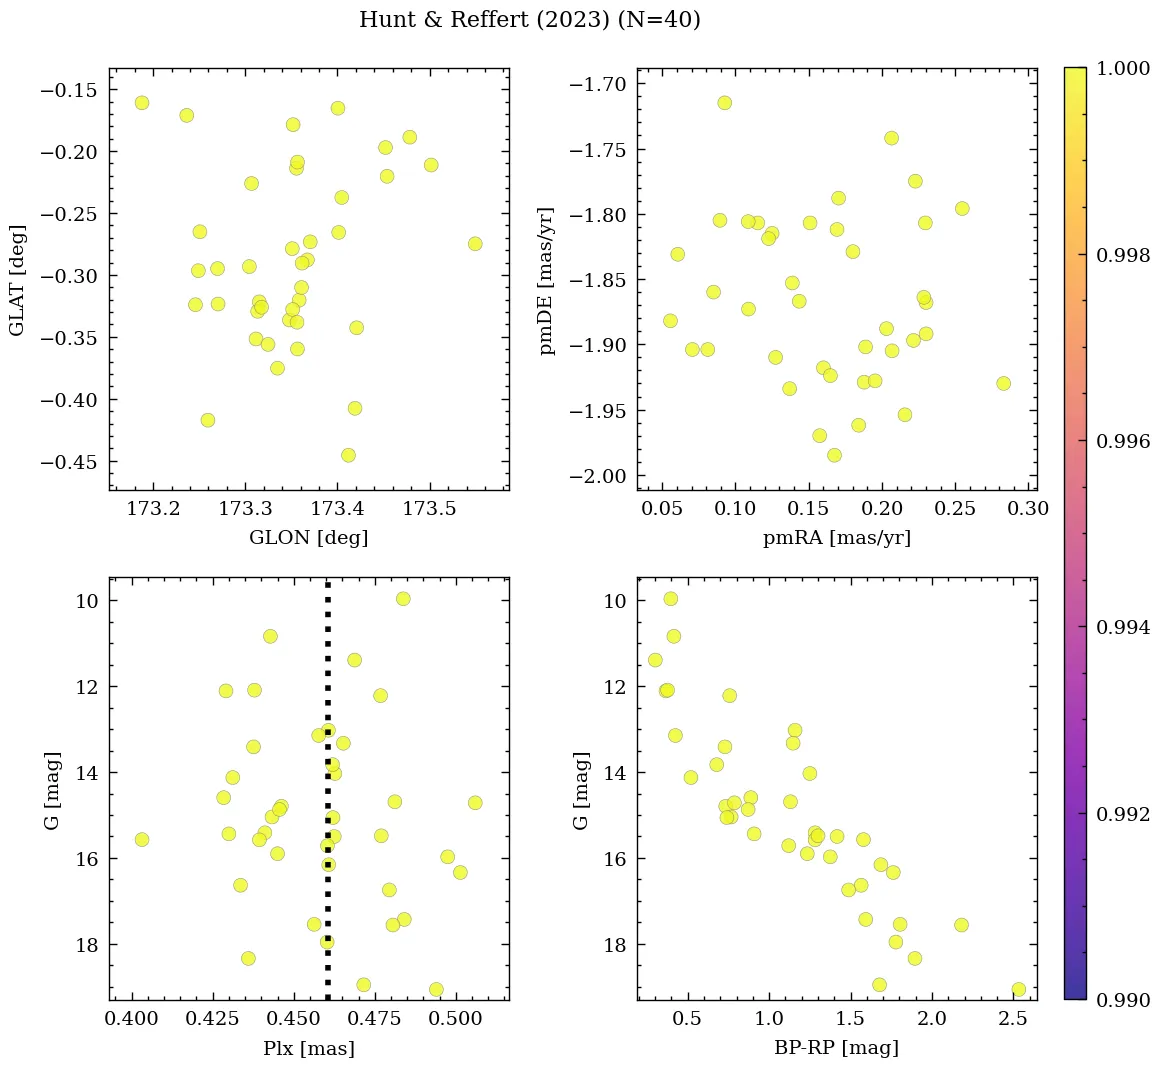 Hunt & Reffert (2023) (N=40)
−0.15
−0.20
−0.25
−0.30
−0.35
−0.40
−0.45
GLAT [deg]
173.2 173.3 173.4 173.5
GLON [deg]
−1.70
−1.75
−1.80
−1.85
−1.90
−1.95
−2.00
pmDE [mas/yr]
0.05 0.10 0.15 0.20 0.25 0.30
pmRA [mas/yr]
10
12
14
16
18
G [mag]
0.400 0.425 0.450 0.475 0.500
Plx [mas]
10
12
14
16
18
G [mag]
0.5 1.0 1.5 2.0 2.5
BP-RP [mag]
1.000
0.998
0.996
0.994
0.992
0.990